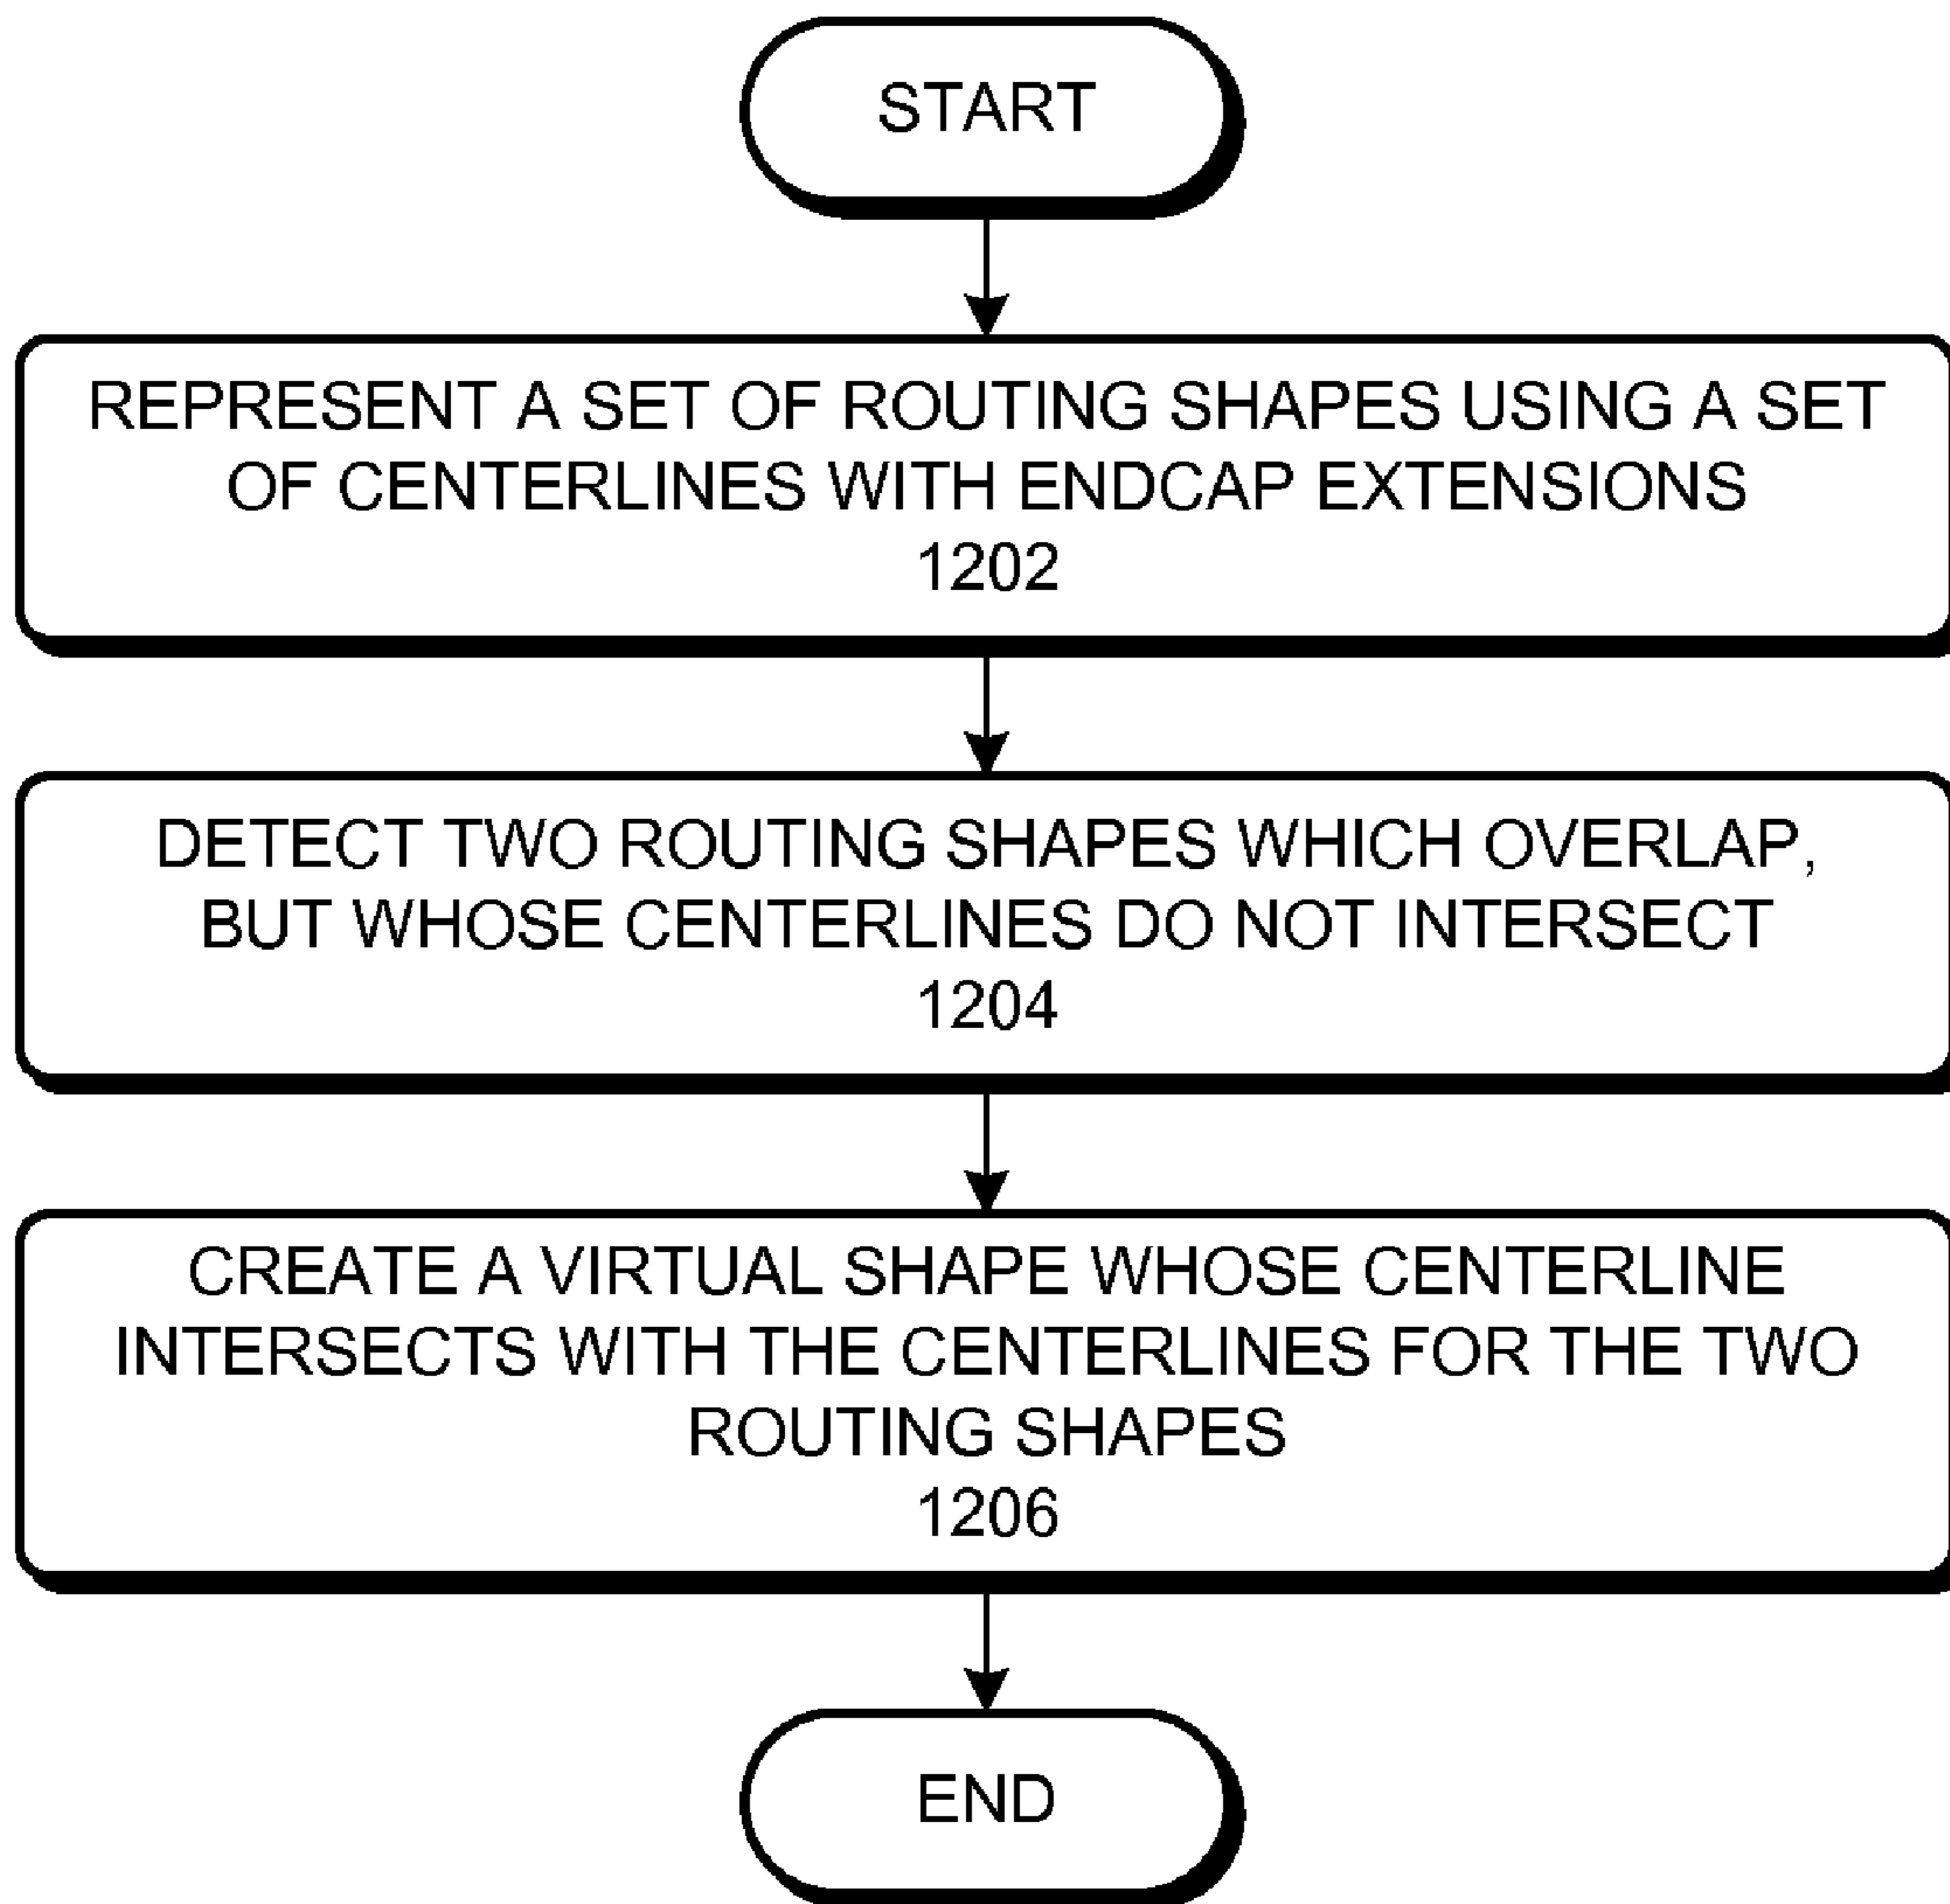 START
REPRESENT A SET OF ROUTING SHAPES USING A SET
OF CENTERLINES WITH ENDCAP EXTENSIONS
1202
DETECT TWO ROUTING SHAPES WHICH OVERLAP,
BUT WHOSE CENTERLINES DO NOT INTERSECT
1204
CREATE A VIRTUAL SHAPE WHOSE CENTERLINE
INTERSECTS WITH THE CENTERLINES FOR THE TWO
ROUTING SHAPES
1206
END